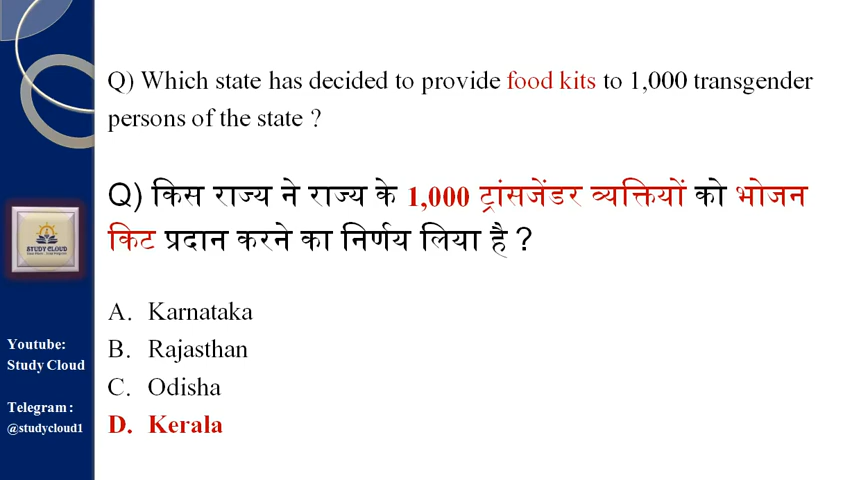 Q) Which state has decided to provide food kits to 1,000 transgender
persons of the state ?
Q) किस राज्य ने राज्य के 1,000 ट्रांसजेंडर व्यक्तियों को भोजन
किट प्रदान करने का निर्णय लिया है ?
STUDY CLOUD
Youtube:
Study Cloud
Telegram :
@studycloud1
A. Karnataka
B. Rajasthan
C. Odisha
D. Kerala